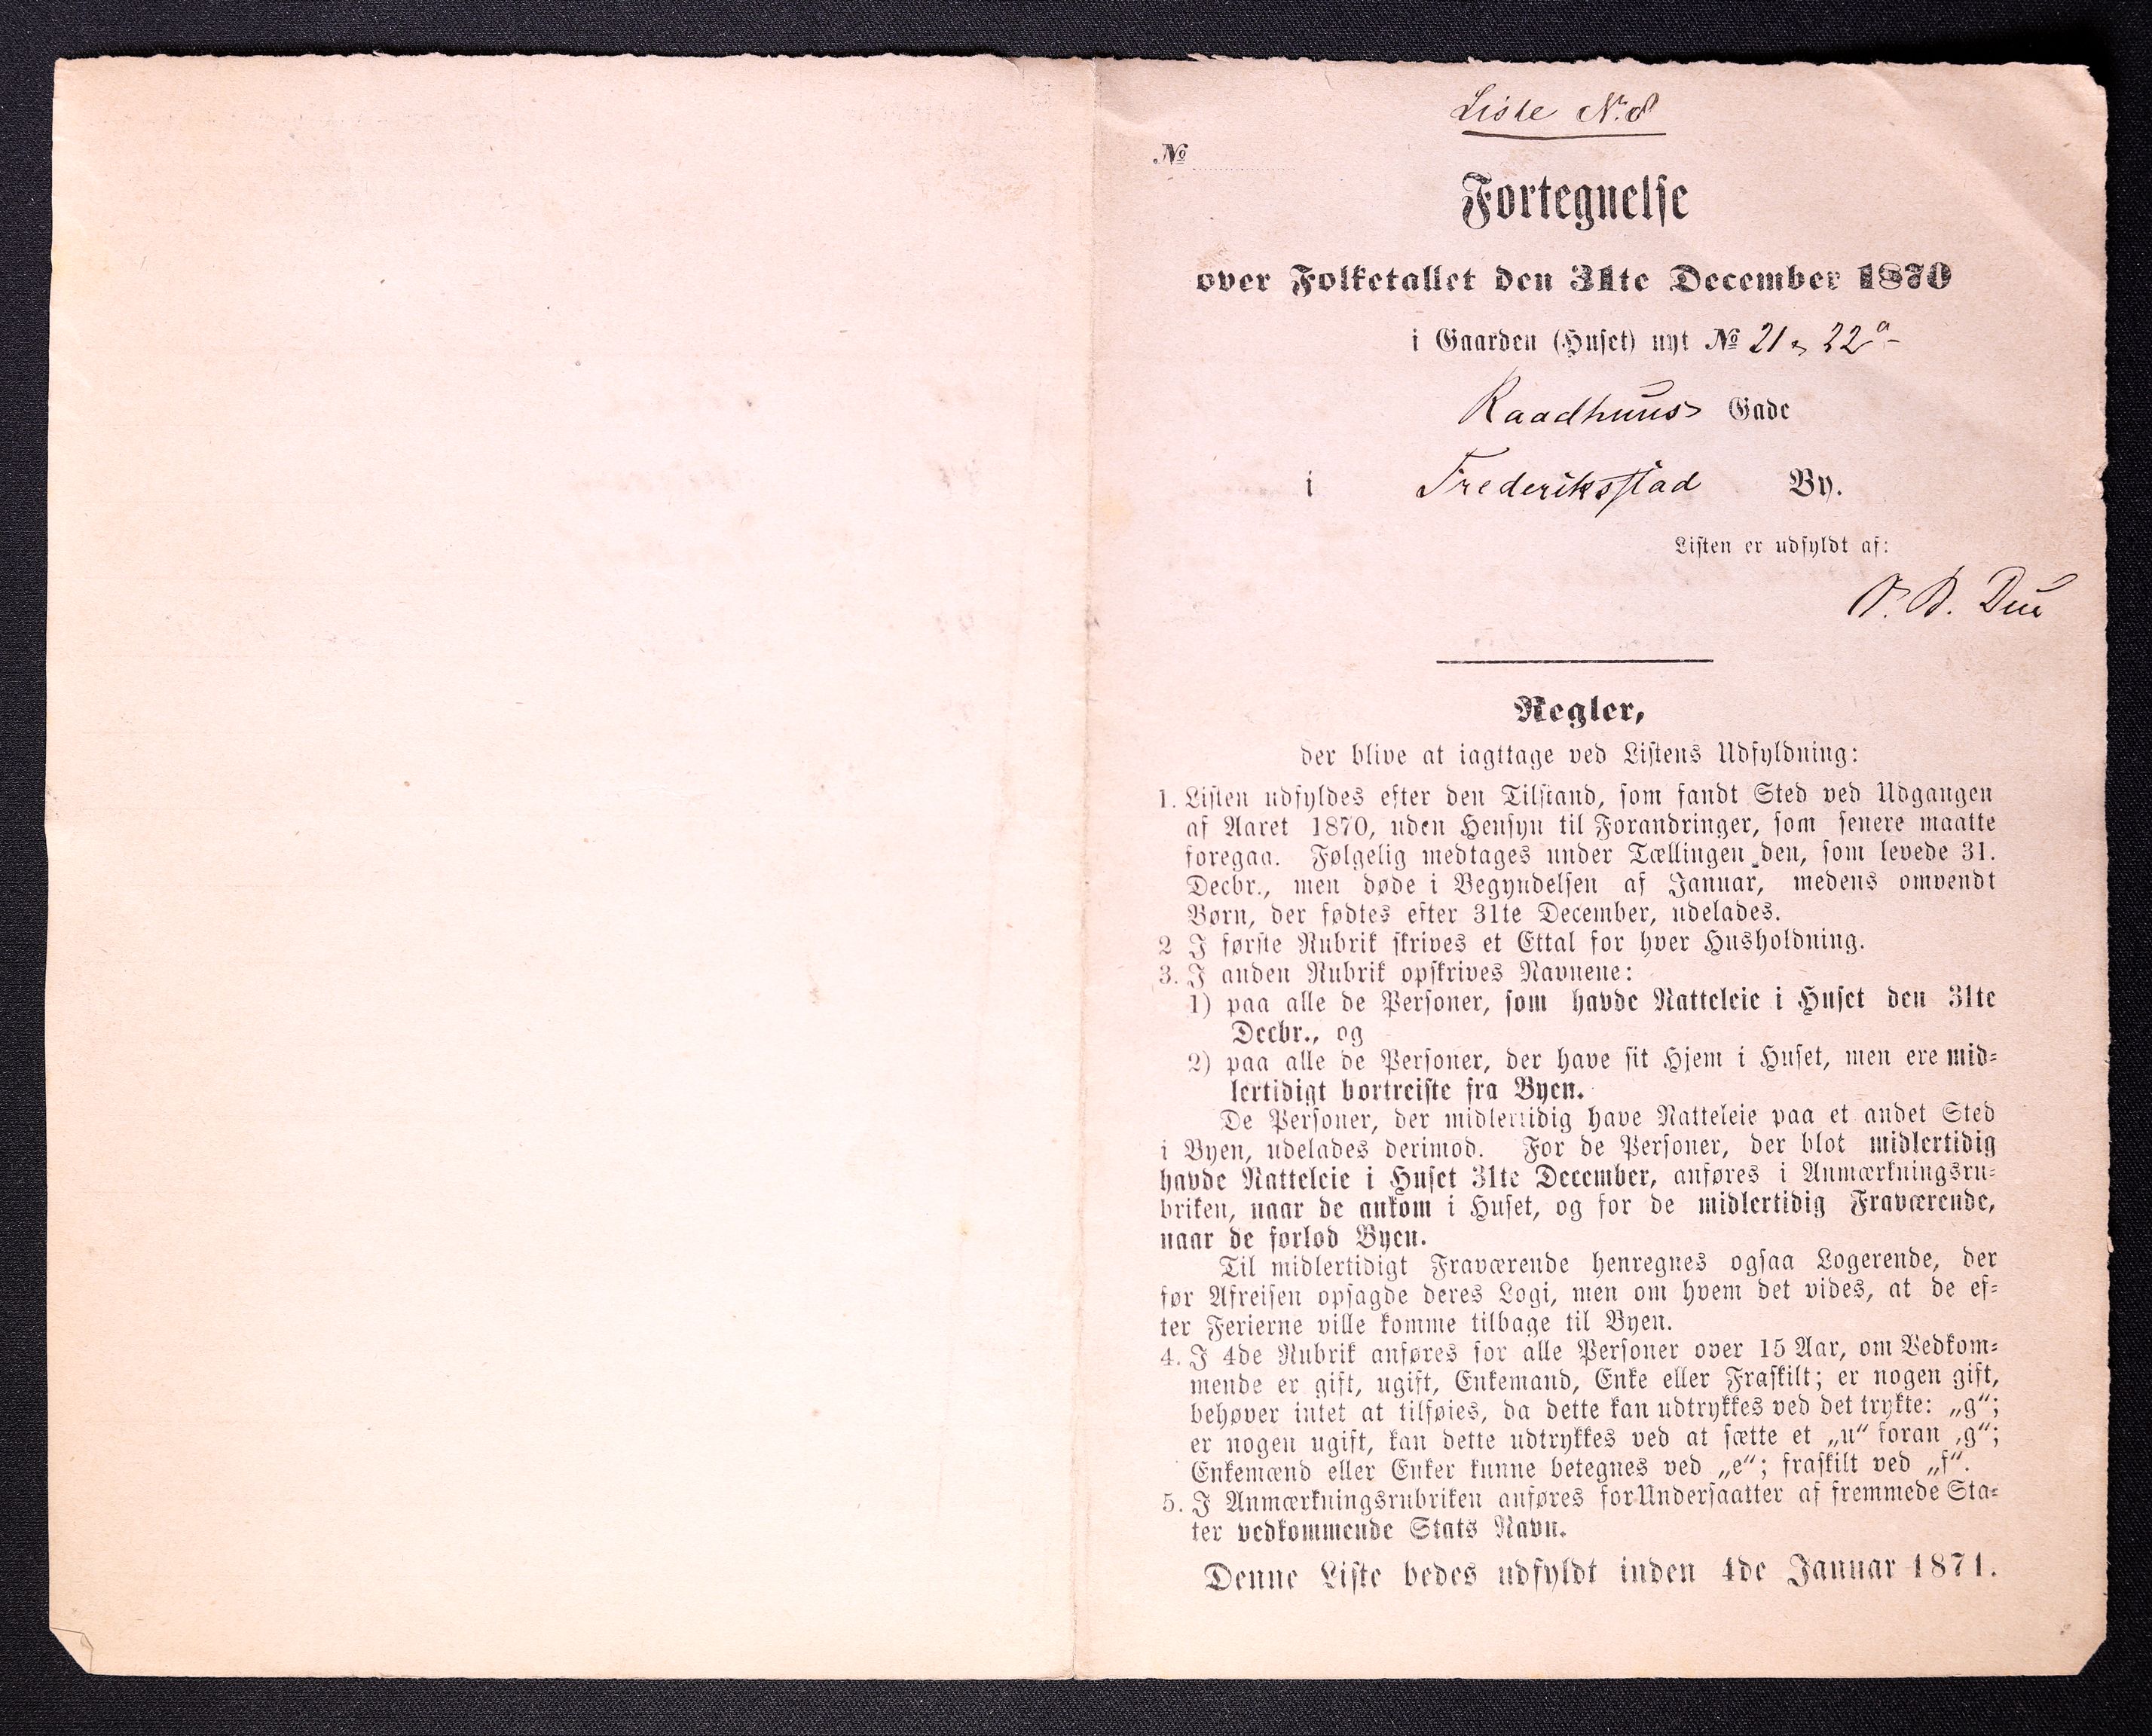 Liste No. 8
No
Fortegnelse
over Folketallet den 31te December 1870
i Gaarden (Huset) nyt No 21 & 22a
Raadhuus Gade
i Frederiksstad By.
Listen er udfyldt af:
B. Due
Regler,
der blive at iagttage ved Listens Udfyldning:
1. Listen udfyldes efter den Tilstand, som fandt Sted ved Udgangen
af Aaret 1870, uden Hensyn til Forandringer, som senere maatte
foregaa. Følgelig medtages under Tællingen den, som levede 31.
Decbr., men døde i Begyndelsen af Januar, medens omvendt
Børn, der fødtes efter 31te December, udelades.
2 I første Rubrik skrives et Ettal for hver Husholdning.
3. I anden Rubrik opskrives Navnene:
1) paa alle de Personer, som havde Natteleie i Huset den 31te
Decbr., og
2) paa alle de Personer, der have sit Hjem i Huset, men ere mid-
lertidigt bortreiste fra Byen.
De Personer, der midlertidig have Natteleie paa et andet Sted
i Byen, udelades derimod. For de Personer, der blot midlertidig
havde Natteleie i Huset 31te December, anføres i Anmærkningsru-
briken, naar de ankom i Huset, og for de midlertidig Fraværende,
naar de forlod Byen.
Til midlertidigt Fraværende henregnes ogsaa Logerende, der
før Afreisen opsagde deres Logi, men om hvem det vides, at de ef-
ter Ferierne ville komme tilbage til Byen.
4. I 4de Rubrik anføres for alle Personer over 15 Aar, om Vedkom-
mende er gift, ugift, Enkemand, Enke eller Fraskilt; er nogen gift,
behøver intet at tilføies, da dette kan udtrykkes ved det trykte: „g“;
er nogen ugift, kan dette udtrykkes ved at sætte et „u“ foran ‚g“;
Enkemænd eller Enker kunne betegnes ved „e“; fraskilt ved „f“.
5. I Anmærkningsrubriken anføres for Undersaatter af fremmede Sta-
ter vedkommende Stats Navn.
Denne Liste bedes udfyldt inden 4de Januar 1871.